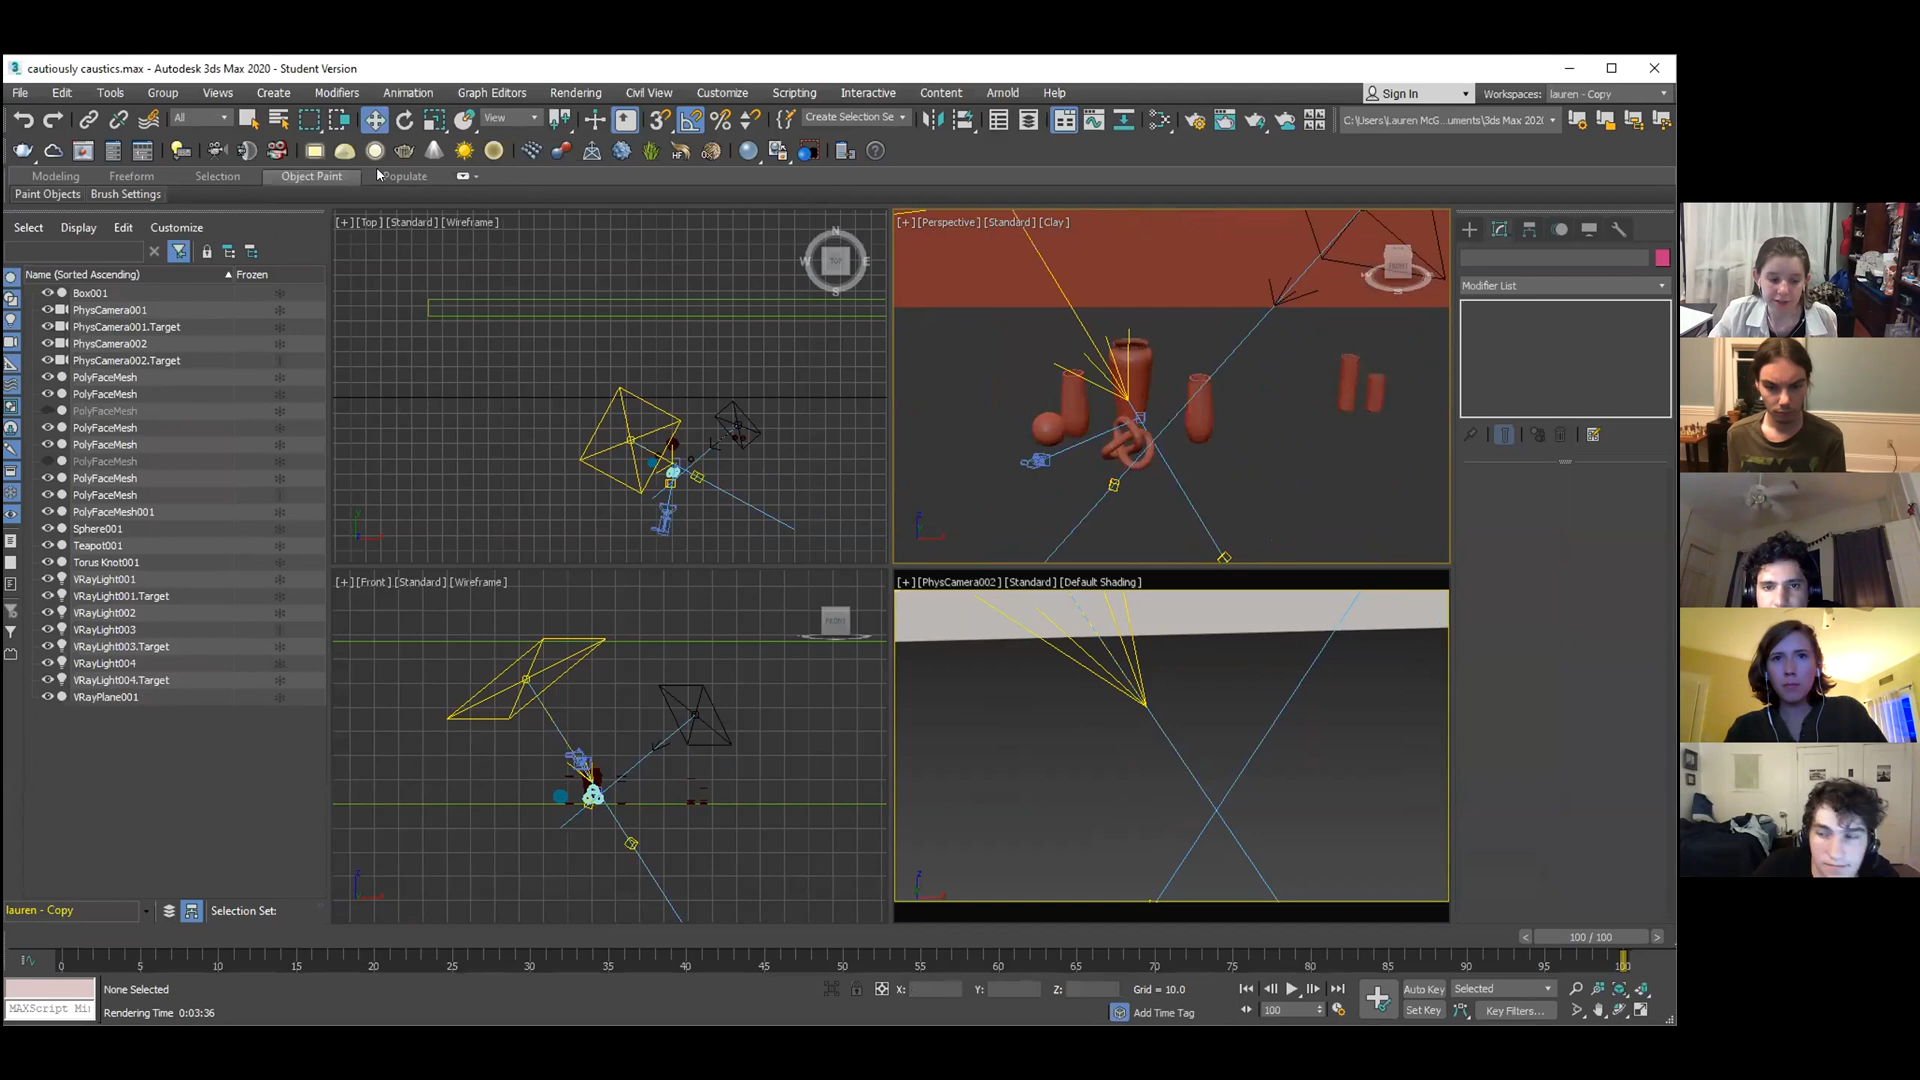 cautiously caustics.max - Autodesk 3ds Max 2020 - Student Version
File Edit Tools Group Views Create Modifiers Animation Graph Editors Rendering Civil View Customize Scripting Interactive Content Arnold Help
Sign In Workspaces: lauren - Copy
All View Create Selection Se C:\Users\Lauren McG...uments\3ds Max 2020
Modeling Freeform Selection Object Paint Populate
Paint Objects Brush Settings
Select Display Edit Customize
Name (Sorted Ascending) Frozen
Box001
PhysCamera001
PhysCamera001.Target
PhysCamera002
PhysCamera002.Target
PolyFaceMesh
PolyFaceMesh
PolyFaceMesh
PolyFaceMesh
PolyFaceMesh
PolyFaceMesh
PolyFaceMesh
PolyFaceMesh
PolyFaceMesh001
Sphere001
Teapot001
Torus Knot001
VRayLight001
VRayLight001.Target
VRayLight002
VRayLight003
VRayLight003.Target
VRayLight004
VRayLight004.Target
VRayPlane001
lauren - Copy Selection Set:
[+] [Top] [Standard] [Wireframe]
N
W TOP E
S
[+] [Perspective] [Standard] [Clay]
[+] [Front] [Standard] [Wireframe]
FRONT
[+] [PhysCamera002] [Standard] [Default Shading]
Modifier List
< 100 / 100 >
0 5 10 15 20 25 30 35 40 45 50 55 60 65 70 75 80 85 90 95 100
None Selected X: Y: Z: Grid = 10.0 Auto Key Selected
MAXScript Mi
Rendering Time 0:03:36 Add Time Tag 100 Set Key Key Filters...